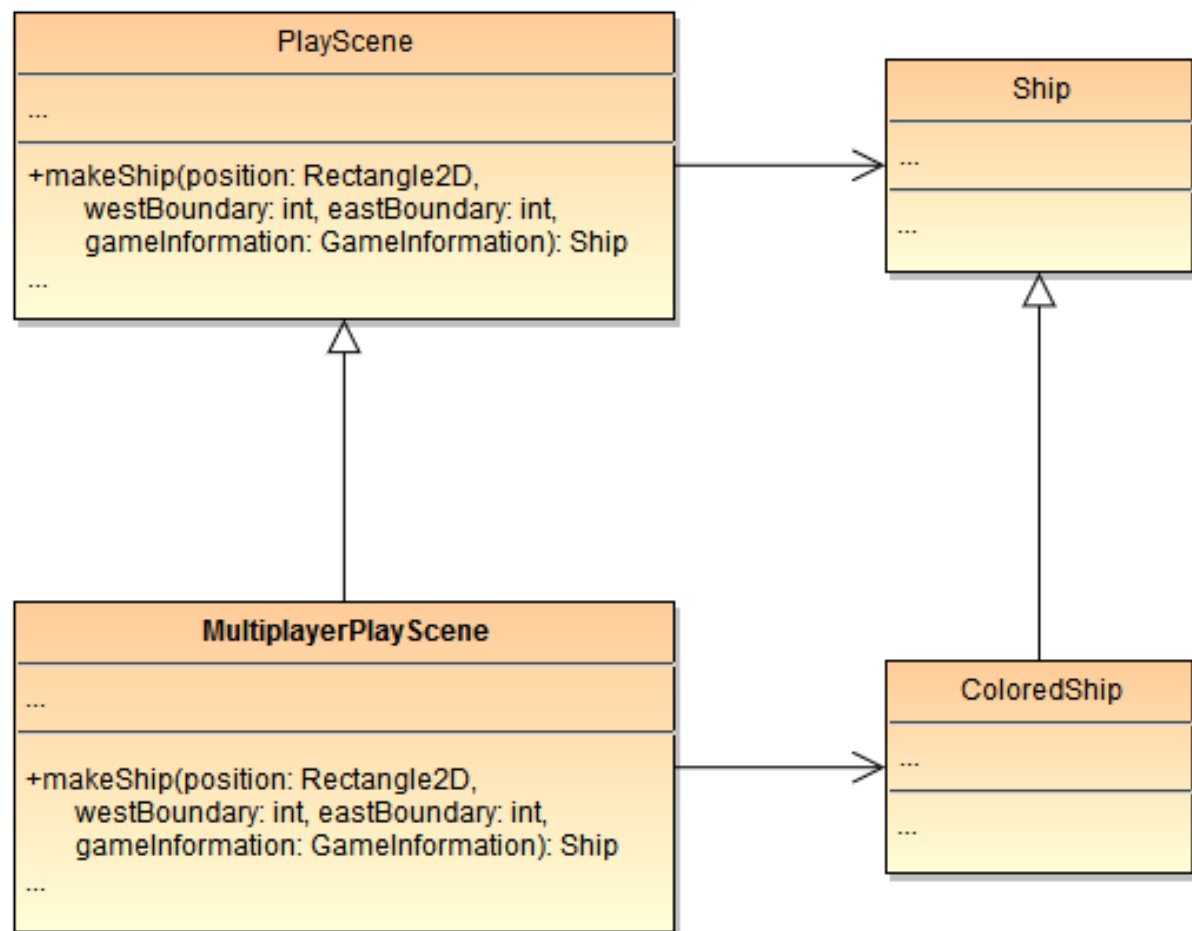 PlayScene
...
+makeShip(position: Rectangle2D,
westBoundary: int, eastBoundary: int,
gameInformation: GameInformation): Ship
...
Ship
...
...
MultiplayerPlayScene
...
+makeShip(position: Rectangle2D,
westBoundary: int, eastBoundary: int,
gameInformation: GameInformation): Ship
...
ColoredShip
...
...